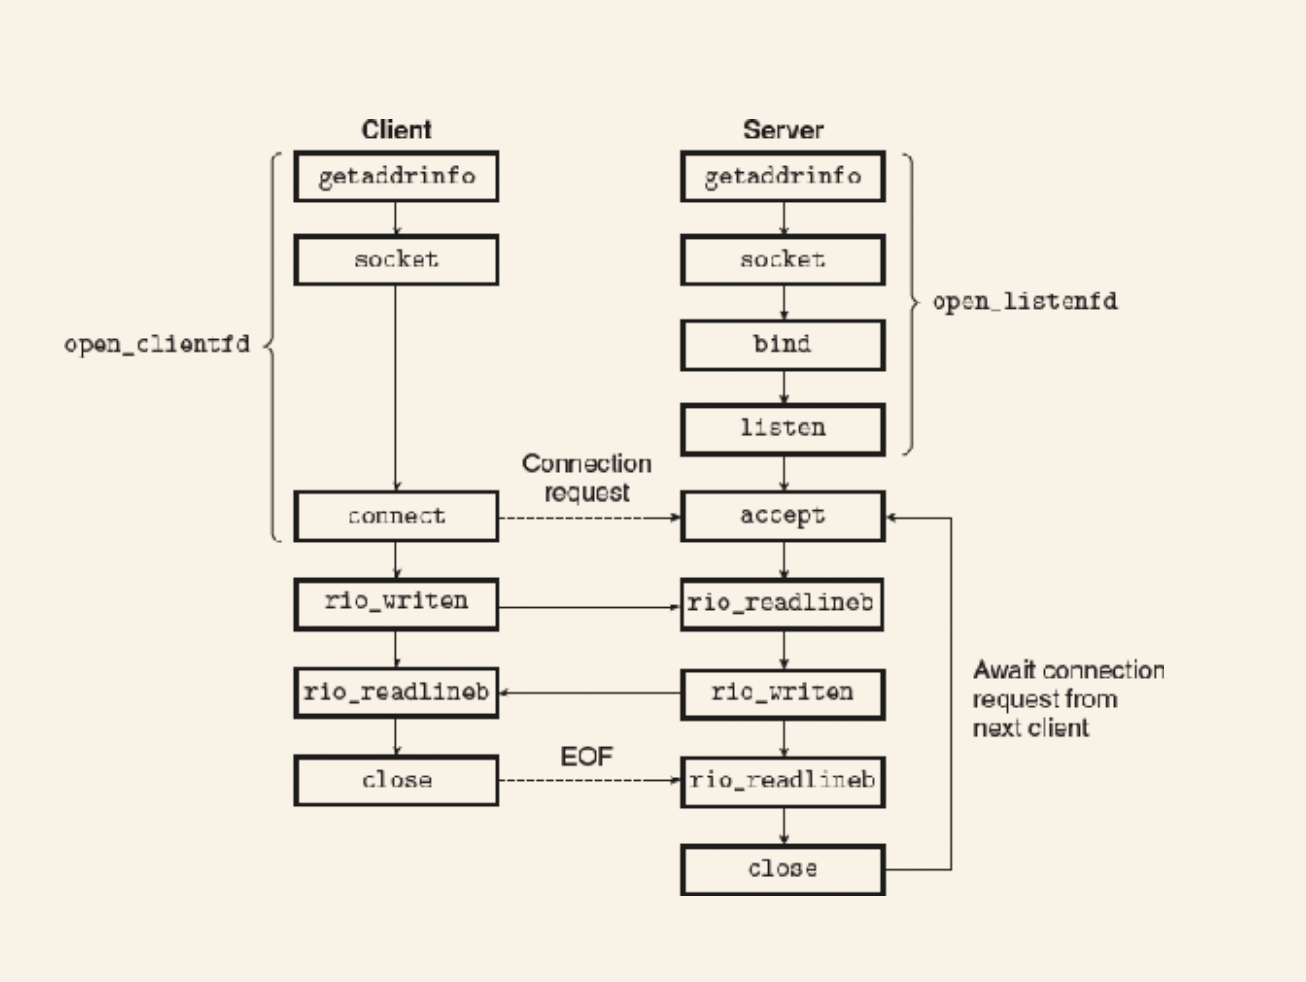 Client
Server
getaddrinfo
getaddrinfo
socket
socket
open_listenfd
open_clientfd
bind
listen
Connection
request
connect
accept
rio_writen
rio_readlineb
Await connection
request from
next client
rio_readlineb
rio_writen
EOF
close
rio_readlineb
close